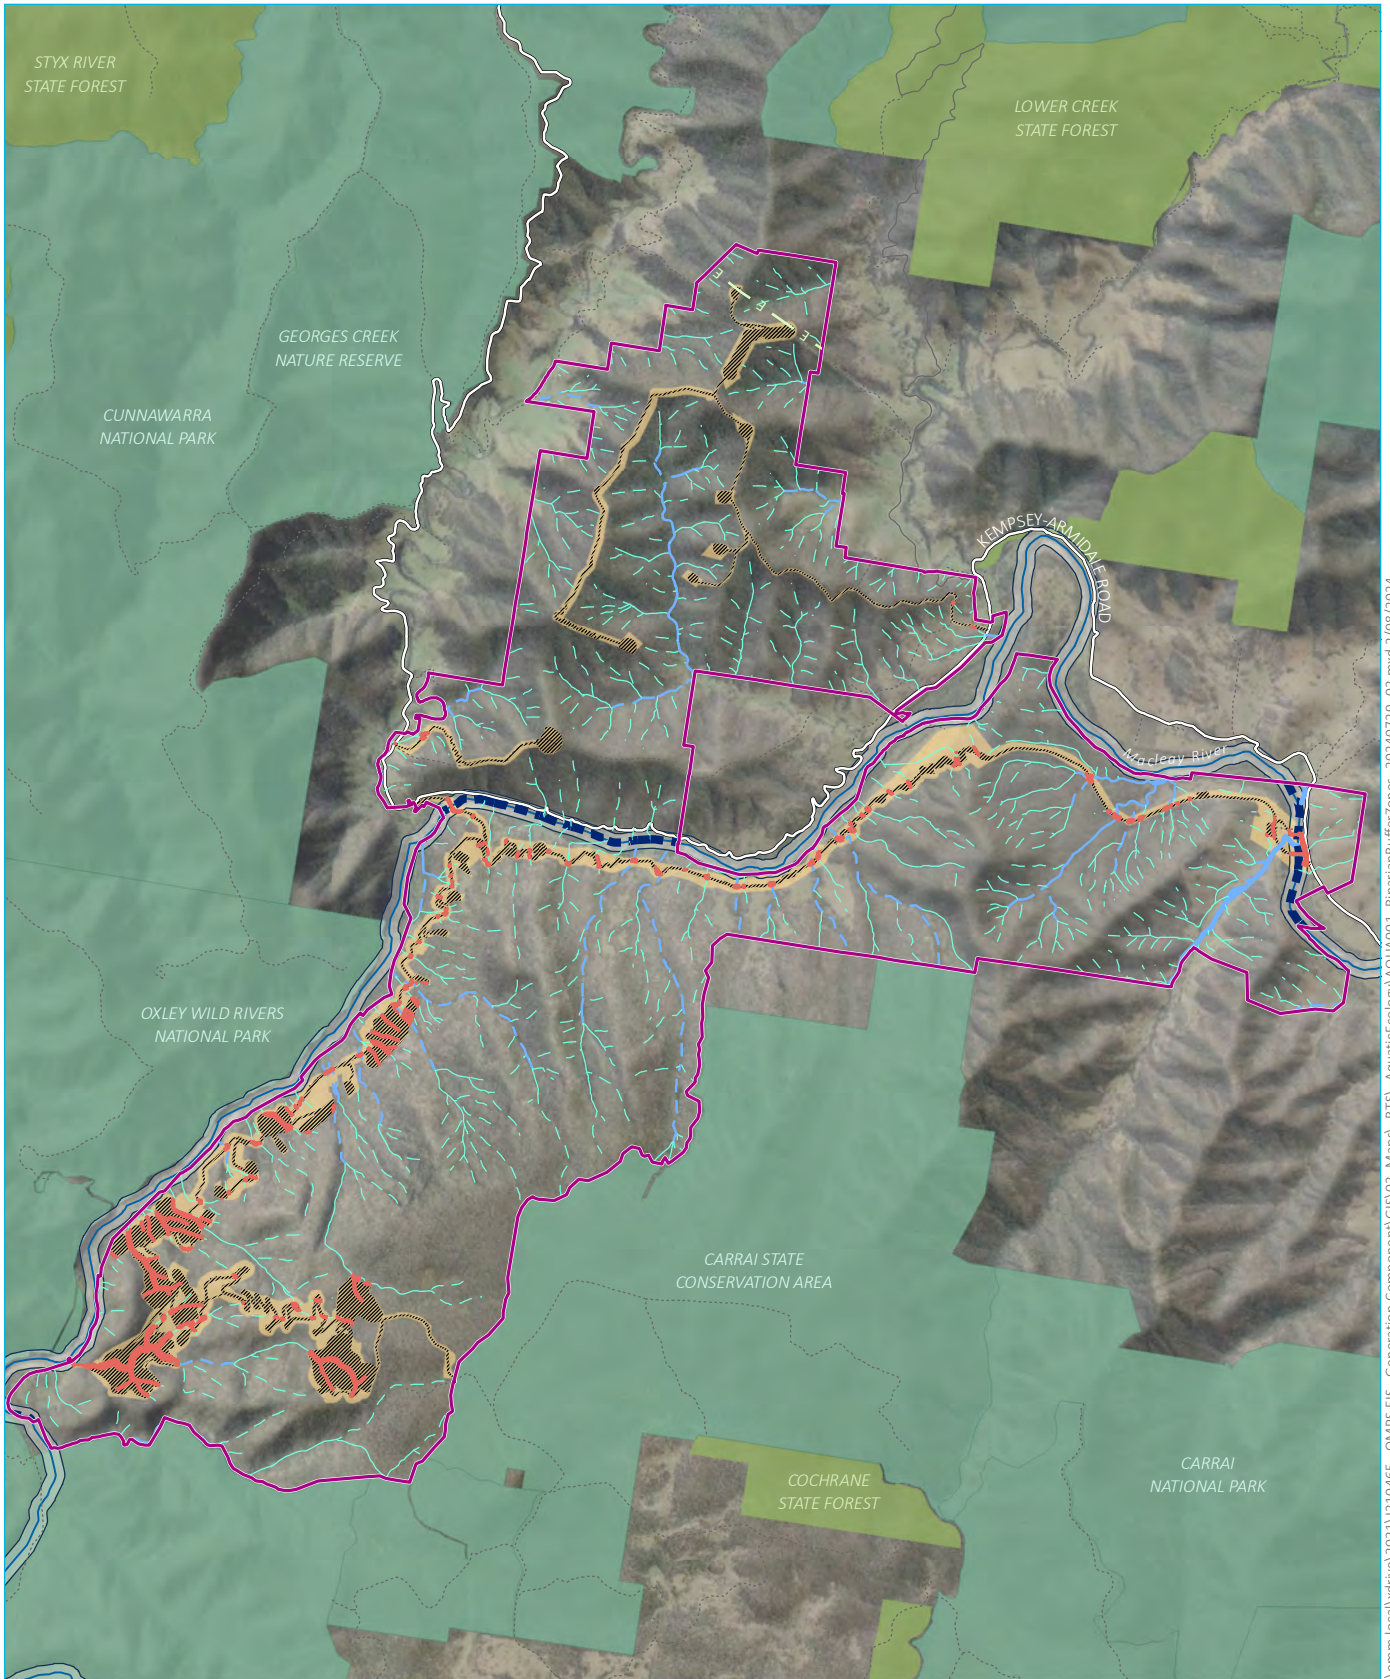 STYX RIVER
STATE FOREST
LOWER CREEK
STATE FOREST
GEORGES CREEK
NATURE RESERVE
CUNNAWARRA
NATIONAL PARK
E
R
E
KEMPSEY-ARMIDALE ROAD
Macleay River
OXLEY WILD RIVERS
NATIONAL PARK
CARRAI STATE
CONSERVATION AREA
COCHRANE
STATE FOREST
CARRAI
NATIONAL PARK